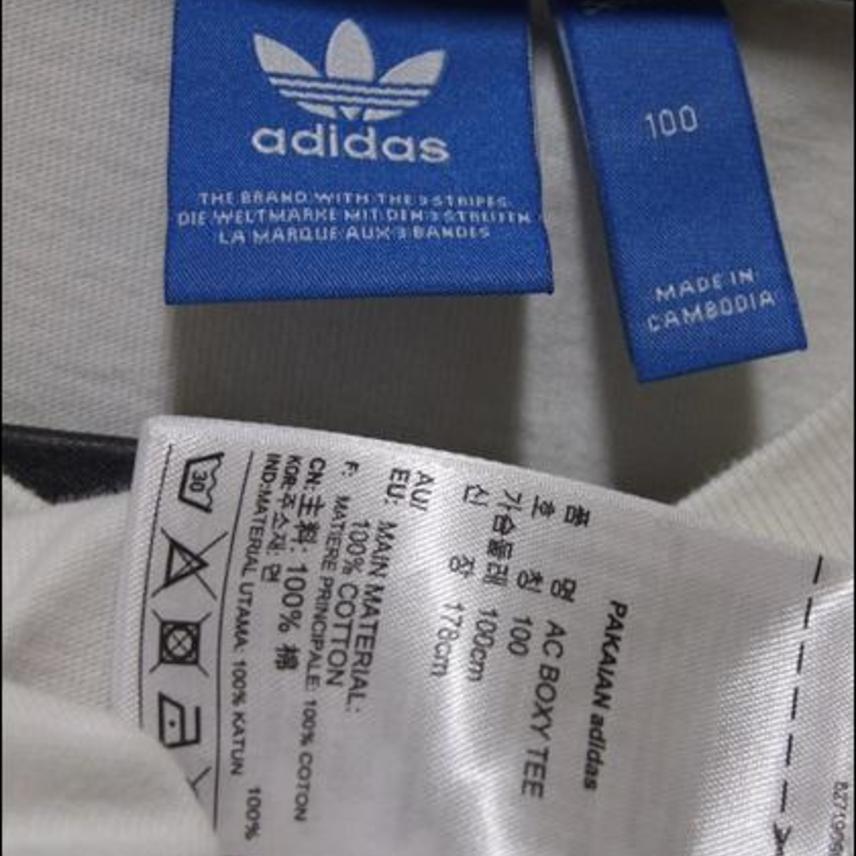 adidas
THE BRAND WITH THE 3 STRIPES
DIE WELTMARKE MIT DEN 3 STREIFEN
LA MARQUE AUX 3 BANDES
100
MADE IN
CAMBODIA
PAKAIAN adidas
품 명 AC BOXY TEE
호 칭 100
가슴둘레 100cm
신 장 178cm
AU/
EU: MAIN MATERIAL:
100% COTTON
F: MATIERE PRINCIPALE: 100% COTON
CN: 主料: 100% 棉
KOR: 주소재: 면 100%
IND: MATERIAL UTAMA: 100% KATUN
30